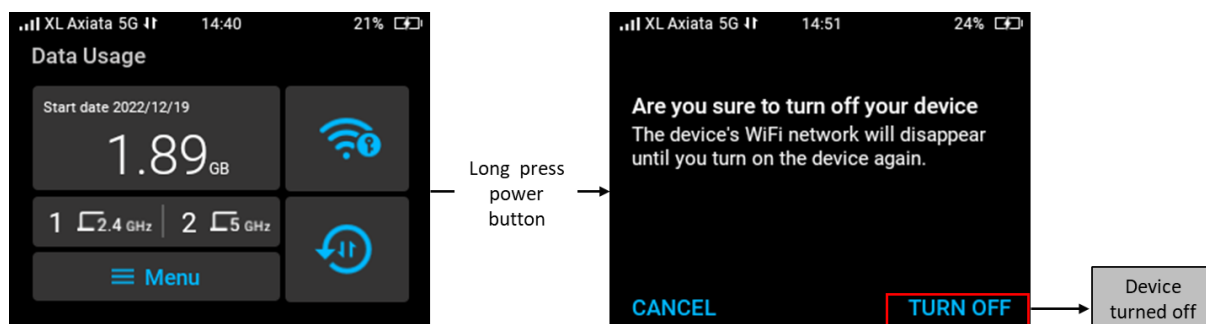 XL Axiata 5G 14:40 21%
Data Usage
Start date 2022/12/19
1.89 GB
1 2.4 GHz 2 5 GHz
Menu
Long press
power
button
XL Axiata 5G 14:51 24%
Are you sure to turn off your device
The device's WiFi network will disappear
until you turn on the device again.
CANCEL TURN OFF
Device
turned off